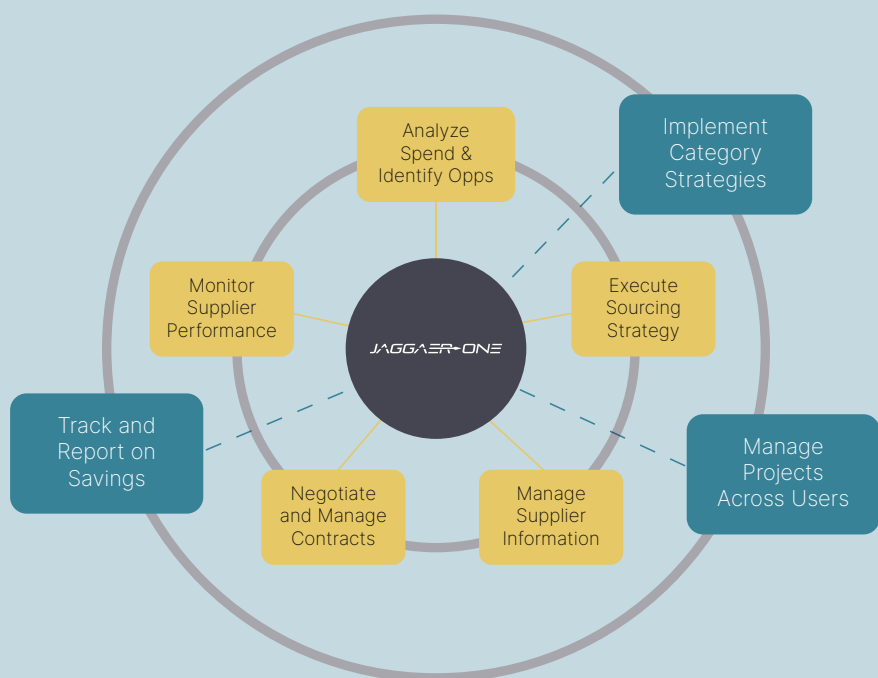 Analyze
Spend &
Identify Opps
Implement
Category
Strategies
Monitor
Supplier
Performance
Execute
Sourcing
Strategy
JAGGAER ONE
Track and
Report on
Savings
Manage
Projects
Across Users
Negotiate
and Manage
Contracts
Manage
Supplier
Information